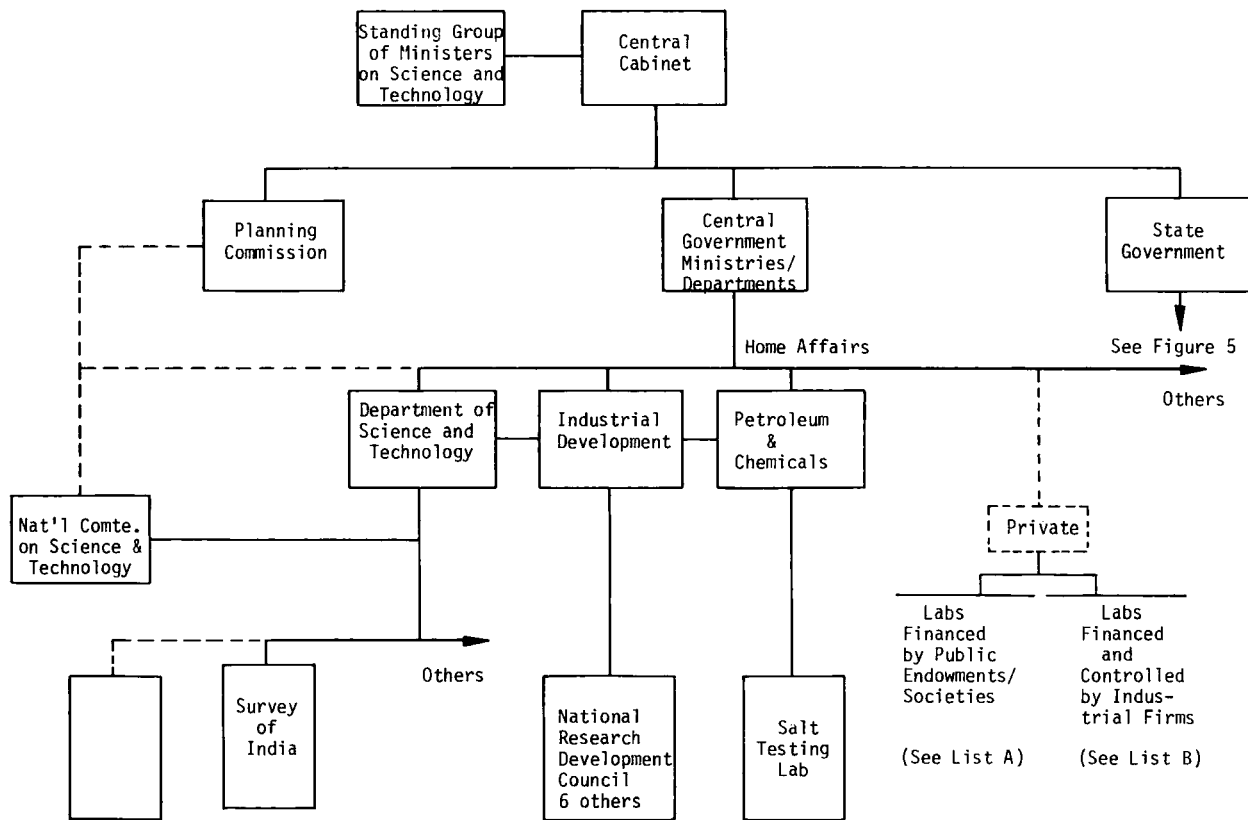 Standing Group
of Ministers
on Science and
Technology
Central
Cabinet
Planning
Commission
Central
Government
Ministries/
Departments
State
Government
Home Affairs
See Figure 5
Others
Department of
Science and
Technology
Industrial
Development
Petroleum
&
Chemicals
Nat'l Comte.
on Science &
Technology
Private
Others
Survey
of
India
National
Research
Development
Council
6 others
Salt
Testing
Lab
Labs
Financed
by Public
Endowments/
Societies
(See List A)
Labs
Financed
and
Controlled
by Indus-
trial Firms
(See List B)